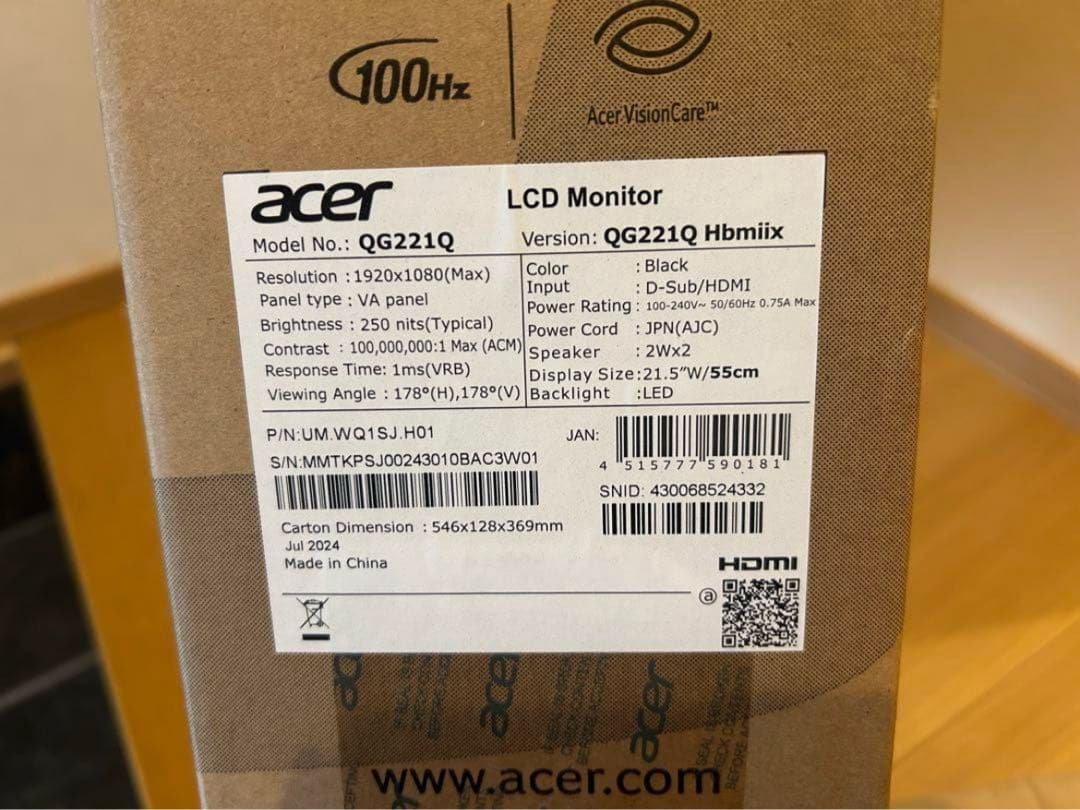 100Hz
Acer VisionCare™
acer
LCD Monitor
Model No.: QG221Q
Version: QG221Q Hbmiix
Resolution : 1920x1080(Max)
Panel type : VA panel
Brightness : 250 nits(Typical)
Contrast : 100,000,000:1 Max (ACM)
Response Time: 1ms(VRB)
Viewing Angle : 178°(H),178°(V)
Color : Black
Input : D-Sub/HDMI
Power Rating : 100-240V~ 50/60Hz 0.75A Max
Power Cord : JPN(AJC)
Speaker : 2Wx2
Display Size:21.5”W/55cm
Backlight :LED
P/N:UM.WQ1SJ.H01
S/N:MMTKPSJ00243010BAC3W01
JAN:
4 515777 590181
SNID: 430068524332
Carton Dimension : 546x128x369mm
Jul 2024
Made in China
HDMI
ⓐ
acer
acer
acer
www.acer.com